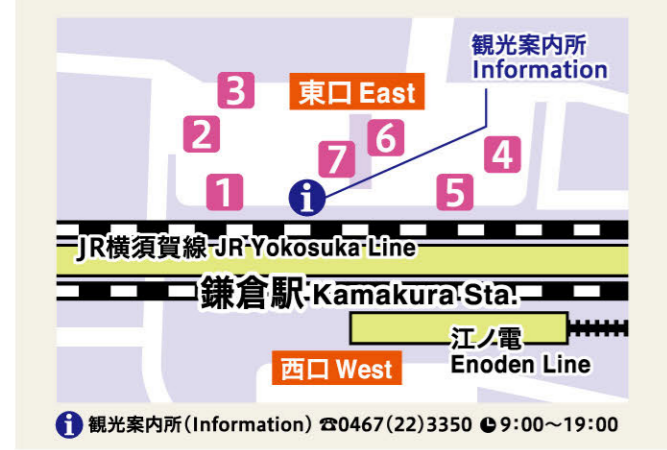 観光案内所
Information
3
東口 East
2
6
7
4
1
i
5
JR横須賀線 JR Yokosuka Line
鎌倉駅 Kamakura Sta.
江ノ電
Enoden Line
西口 West
i 観光案内所(Information) ☎0467(22)3350 9:00～19:00